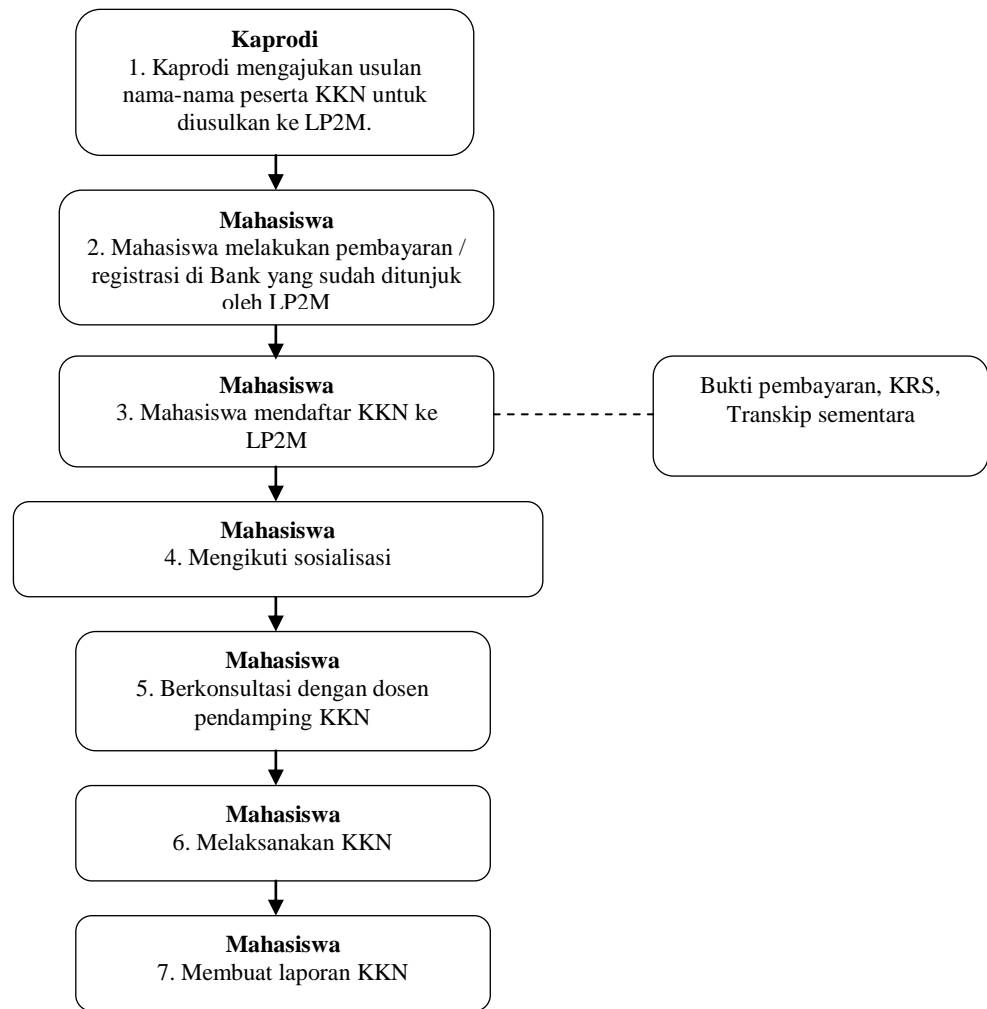 Kaprodi
1. Kaprodi mengajukan usulan
nama-nama peserta KKN untuk
diusulkan ke LP2M.
Mahasiswa
2. Mahasiswa melakukan pembayaran /
registrasi di Bank yang sudah ditunjuk
oleh LP2M
Mahasiswa
3. Mahasiswa mendaftar KKN ke
LP2M
Bukti pembayaran, KRS,
Transkip sementara
Mahasiswa
4. Mengikuti sosialisasi
Mahasiswa
5. Berkonsultasi dengan dosen
pendamping KKN
Mahasiswa
6. Melaksanakan KKN
Mahasiswa
7. Membuat laporan KKN